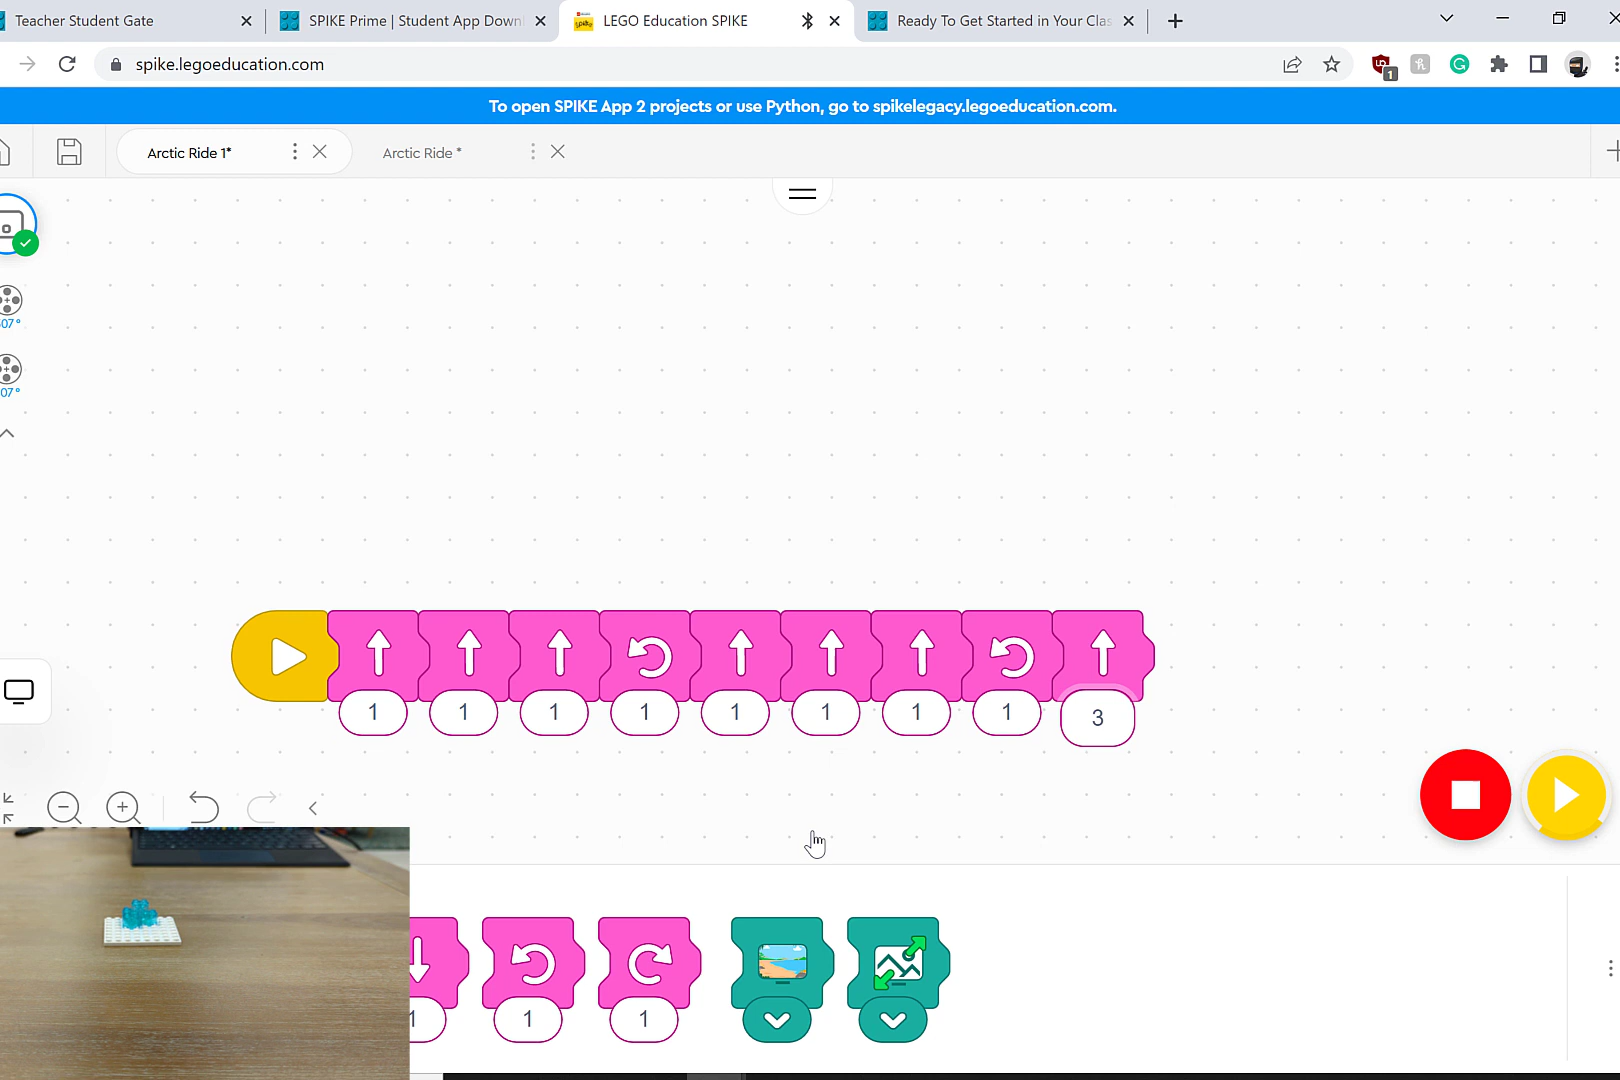 Teacher Student Gate
SPIKE Prime | Student App Down
LEGO Education SPIKE
Ready To Get Started in Your Clas
spike.legoeducation.com
1
To open SPIKE App 2 projects or use Python, go to spikelegacy.legoeducation.com.
Arctic Ride 1*
Arctic Ride *
07°
07°
1 1 1 1 1 1 1 1 3
1 1 1